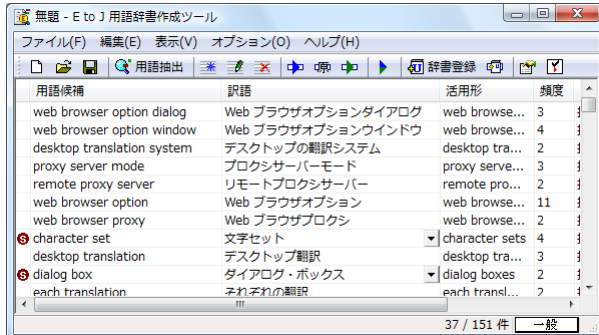 無題 - E to J 用語辞書作成ツール
ファイル(F) 編集(E) 表示(V) オプション(O) ヘルプ(H)
用語抽出 辞書登録
用語候補 訳語 活用形 頻度
web browser option dialog Web ブラウザオプションダイアログ web browse... 3
web browser option window Web ブラウザオプションウインドウ web browse... 4
desktop translation system デスクトップの翻訳システム desktop tra... 2
proxy server mode プロクシサーバーモード proxy serve... 3
remote proxy server リモートプロクシサーバー remote pro... 2
web browser option Web ブラウザオプション web browse... 11
web browser proxy Web ブラウザプロクシ web browse... 2
S character set 文字セット character sets 4
desktop translation デスクトップ翻訳 desktop tra... 3
S dialog box ダイアログ・ボックス dialog boxes 2
each translation それぞれの翻訳 each transl... 2
37 / 151 件 一般